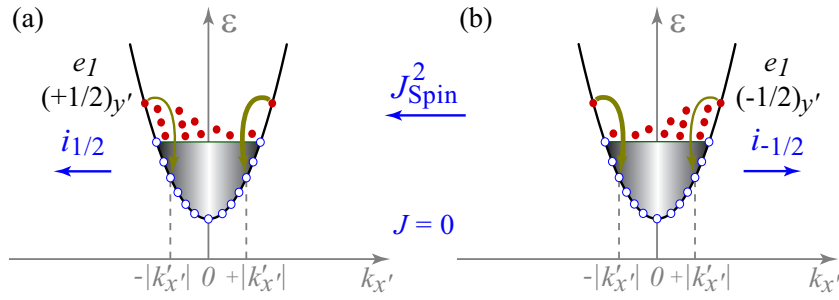 (a)
ε
e1
(+1/2)y'
i1/2
-|k'x'| 0 +|k'x'| kx'
J²Spin
J = 0
(b)
ε
e1
(-1/2)y'
i-1/2
-|k'x'| 0 +|k'x'| kx'